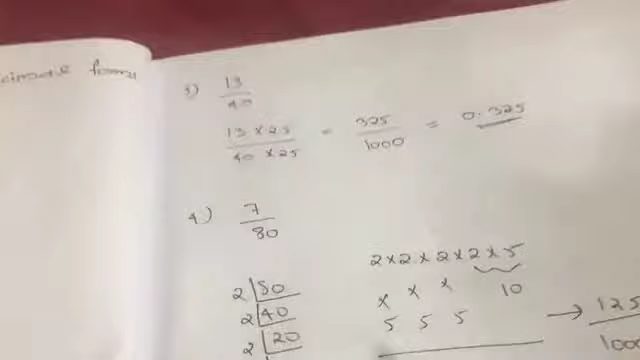 form
3) 13/40
13 × 25 / 40 × 25 = 325/1000 = 0.325
4) 7/80
2 × 2 × 2 × 2 × 5
2 | 80
2 | 40
2 | 20
× × × 10
5 5 5
→ 125